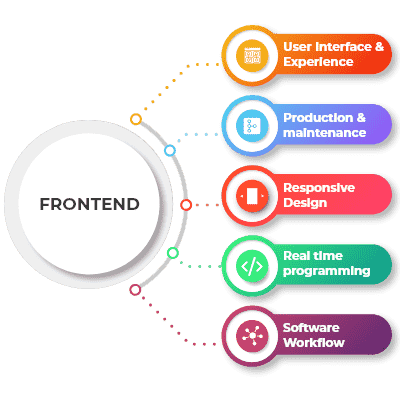 FRONTEND
User Interface &
Experience
Production &
maintenance
Responsive
Design
Real time
programming
Software
Workflow